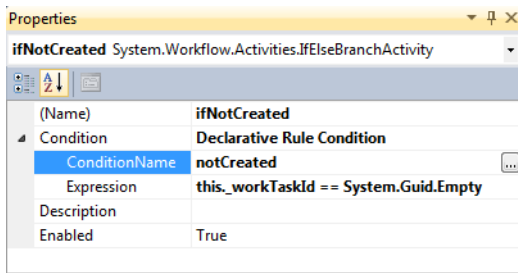 Properties
ifNotCreated System.Workflow.Activities.IfElseBranchActivity
(Name) ifNotCreated
Condition Declarative Rule Condition
ConditionName notCreated ...
Expression this._workTaskId == System.Guid.Empty
Description
Enabled True